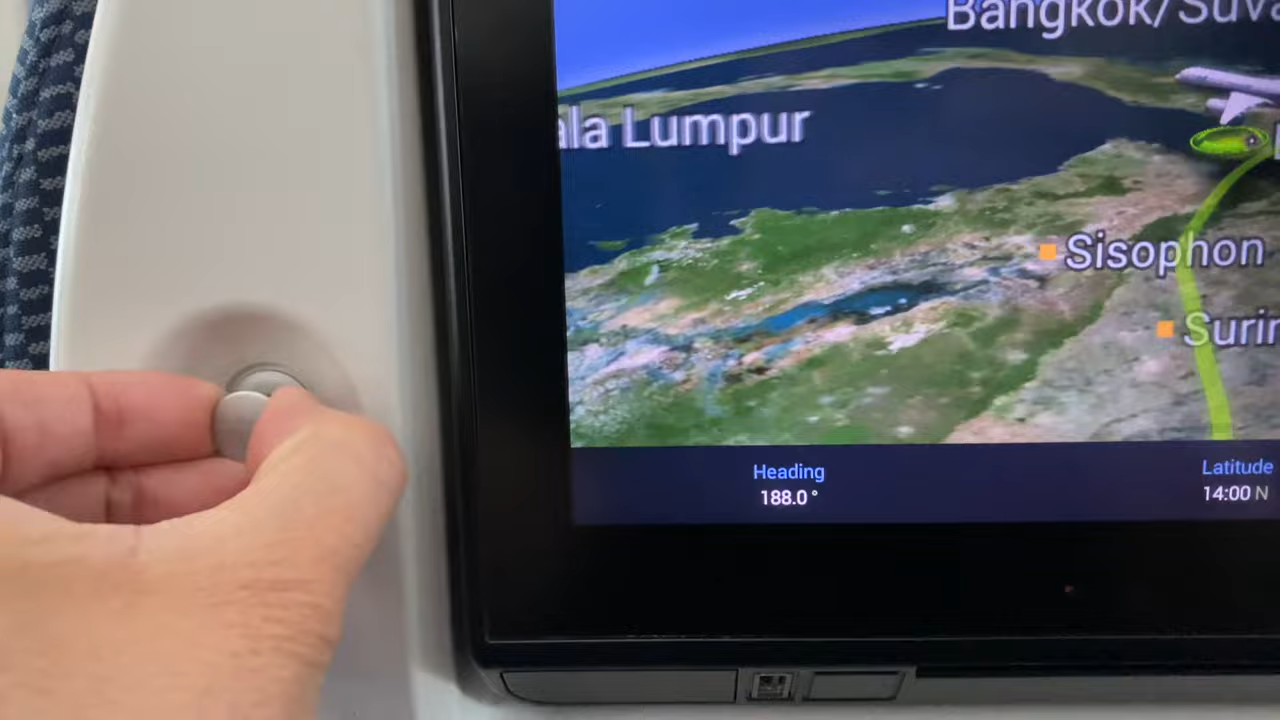 Bangkok/Suva
ala Lumpur
Sisophon
Surin
Heading
188.0 °
Latitude
14:00 N